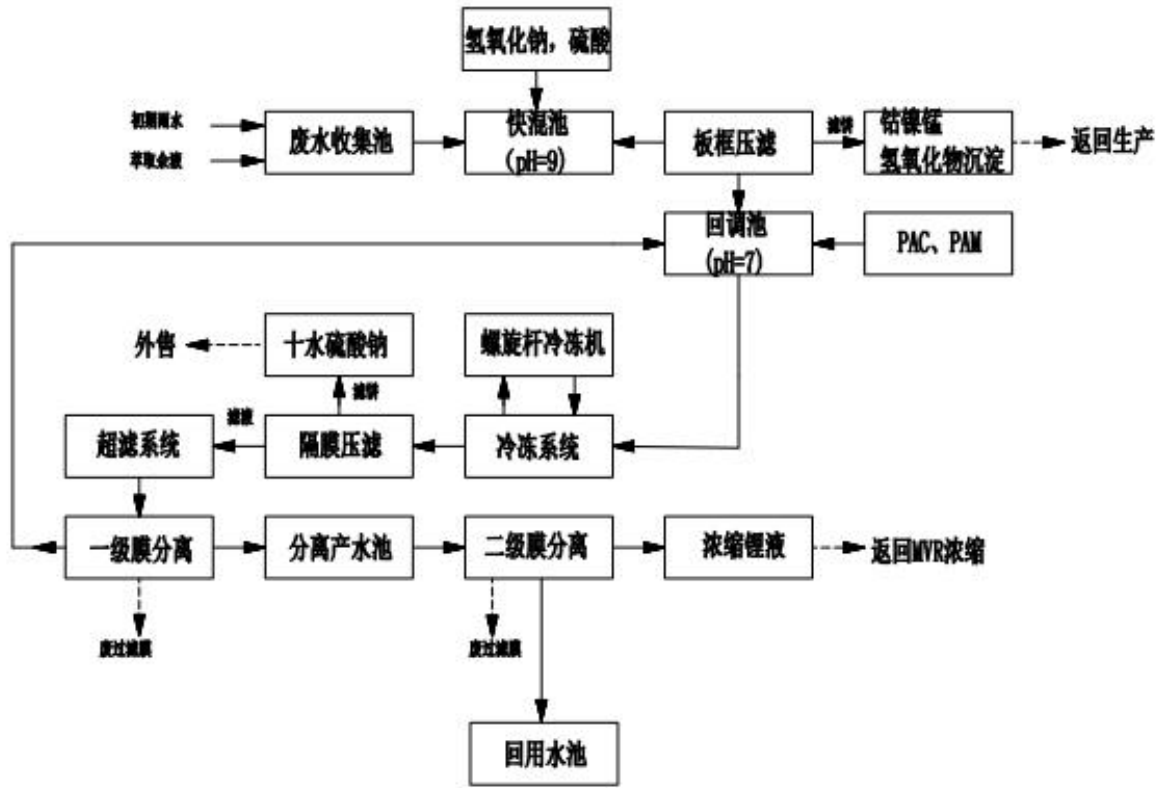 氢氧化钠，硫酸
初期雨水
萃取余液
废水收集池
快混池
(pH=9)
板框压滤
滤饼
钴镍锰
氢氧化物沉淀
返回生产
回调池
(pH=7)
PAC、PAM
外售
十水硫酸钠
螺旋杆冷冻机
滤饼
滤液
超滤系统
隔膜压滤
冷冻系统
一级膜分离
分离产水池
二级膜分离
浓缩锂液
返回MVR浓缩
废过滤膜
废过滤膜
回用水池